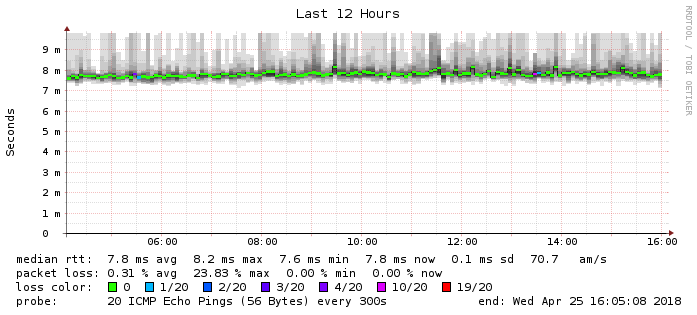 Last 12 Hours
RRDTOOL / TOBI OETIKER
Seconds
9 m
8 m
7 m
6 m
5 m
4 m
3 m
2 m
1 m
0
06:00 08:00 10:00 12:00 14:00 16:00
median rtt: 7.8 ms avg 8.2 ms max 7.6 ms min 7.8 ms now 0.1 ms sd 70.7 am/s
packet loss: 0.31 % avg 23.83 % max 0.00 % min 0.00 % now
loss color: 0 1/20 2/20 3/20 4/20 10/20 19/20
probe: 20 ICMP Echo Pings (56 Bytes) every 300s end: Wed Apr 25 16:05:08 2018